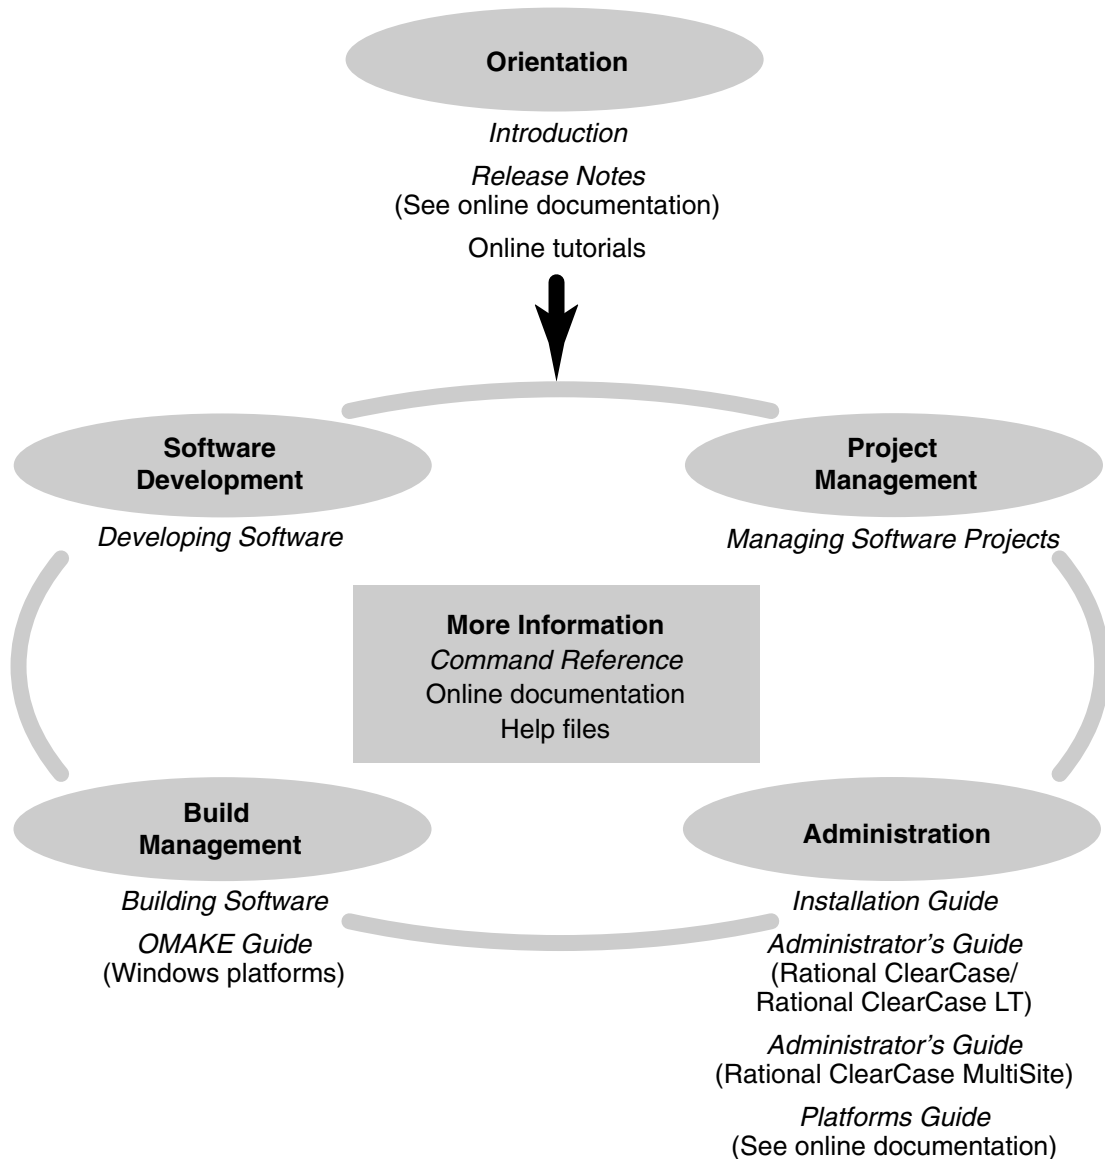 Orientation
Introduction
Release Notes
(See online documentation)
Online tutorials
Software
Development
Developing Software
Project
Management
Managing Software Projects
More Information
Command Reference
Online documentation
Help files
Build
Management
Building Software
OMAKE Guide
(Windows platforms)
Administration
Installation Guide
Administrator's Guide
(Rational ClearCase/
Rational ClearCase LT)
Administrator's Guide
(Rational ClearCase MultiSite)
Platforms Guide
(See online documentation)